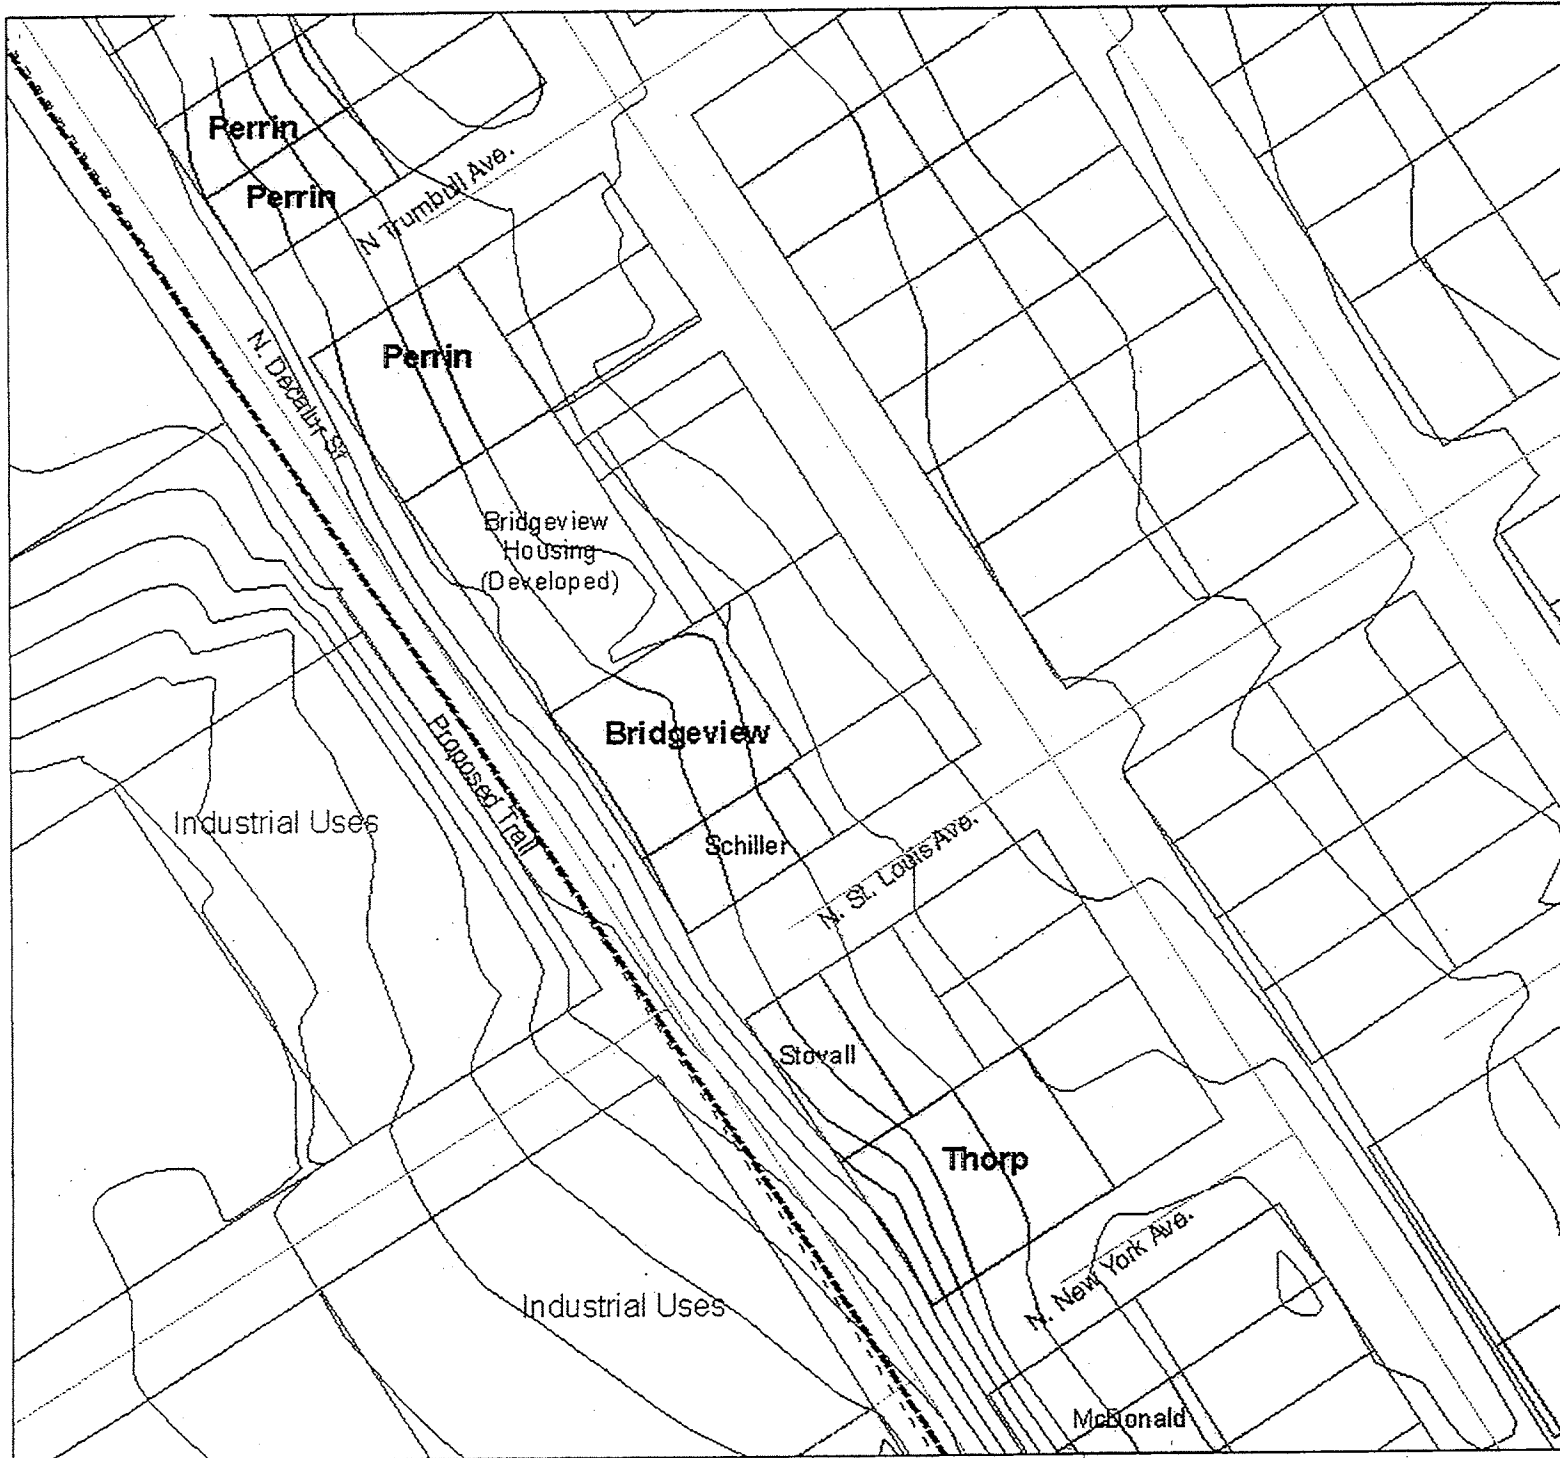 Perrin
Perrin
N Trumbull Ave.
Perrin
N. Decatur St
Bridgeview
Housing
(Developed)
Bridgeview
Proposed Trail
Industrial Uses
Schiller
N. St. Louis Ave.
Stovall
Thorp
N. New York Ave.
Industrial Uses
McDonald